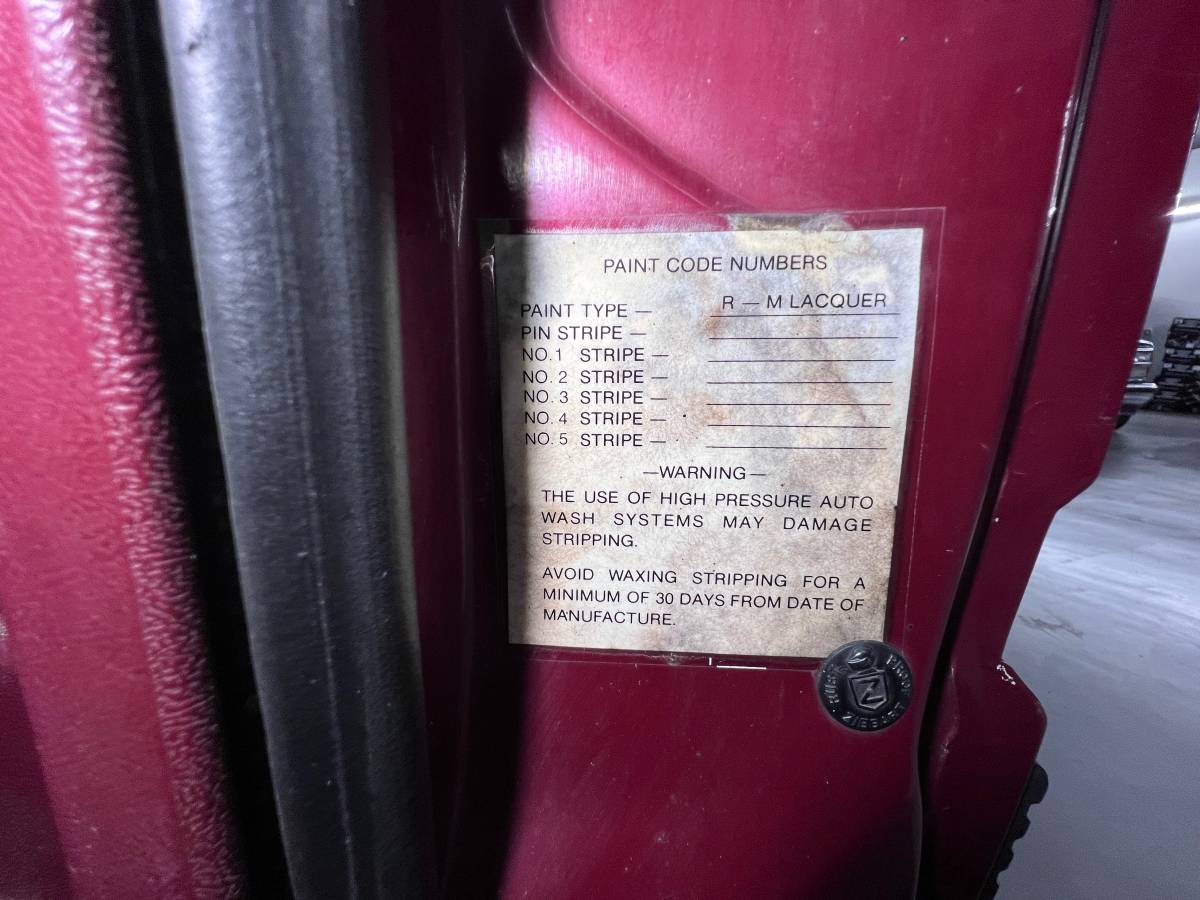 PAINT CODE NUMBERS
PAINT TYPE — R — M LACQUER
PIN STRIPE —
NO. 1 STRIPE —
NO. 2 STRIPE —
NO. 3 STRIPE —
NO. 4 STRIPE —
NO. 5 STRIPE —
—WARNING—
THE USE OF HIGH PRESSURE AUTO
WASH SYSTEMS MAY DAMAGE
STRIPPING.
AVOID WAXING STRIPPING FOR A
MINIMUM OF 30 DAYS FROM DATE OF
MANUFACTURE.
ZIEBART